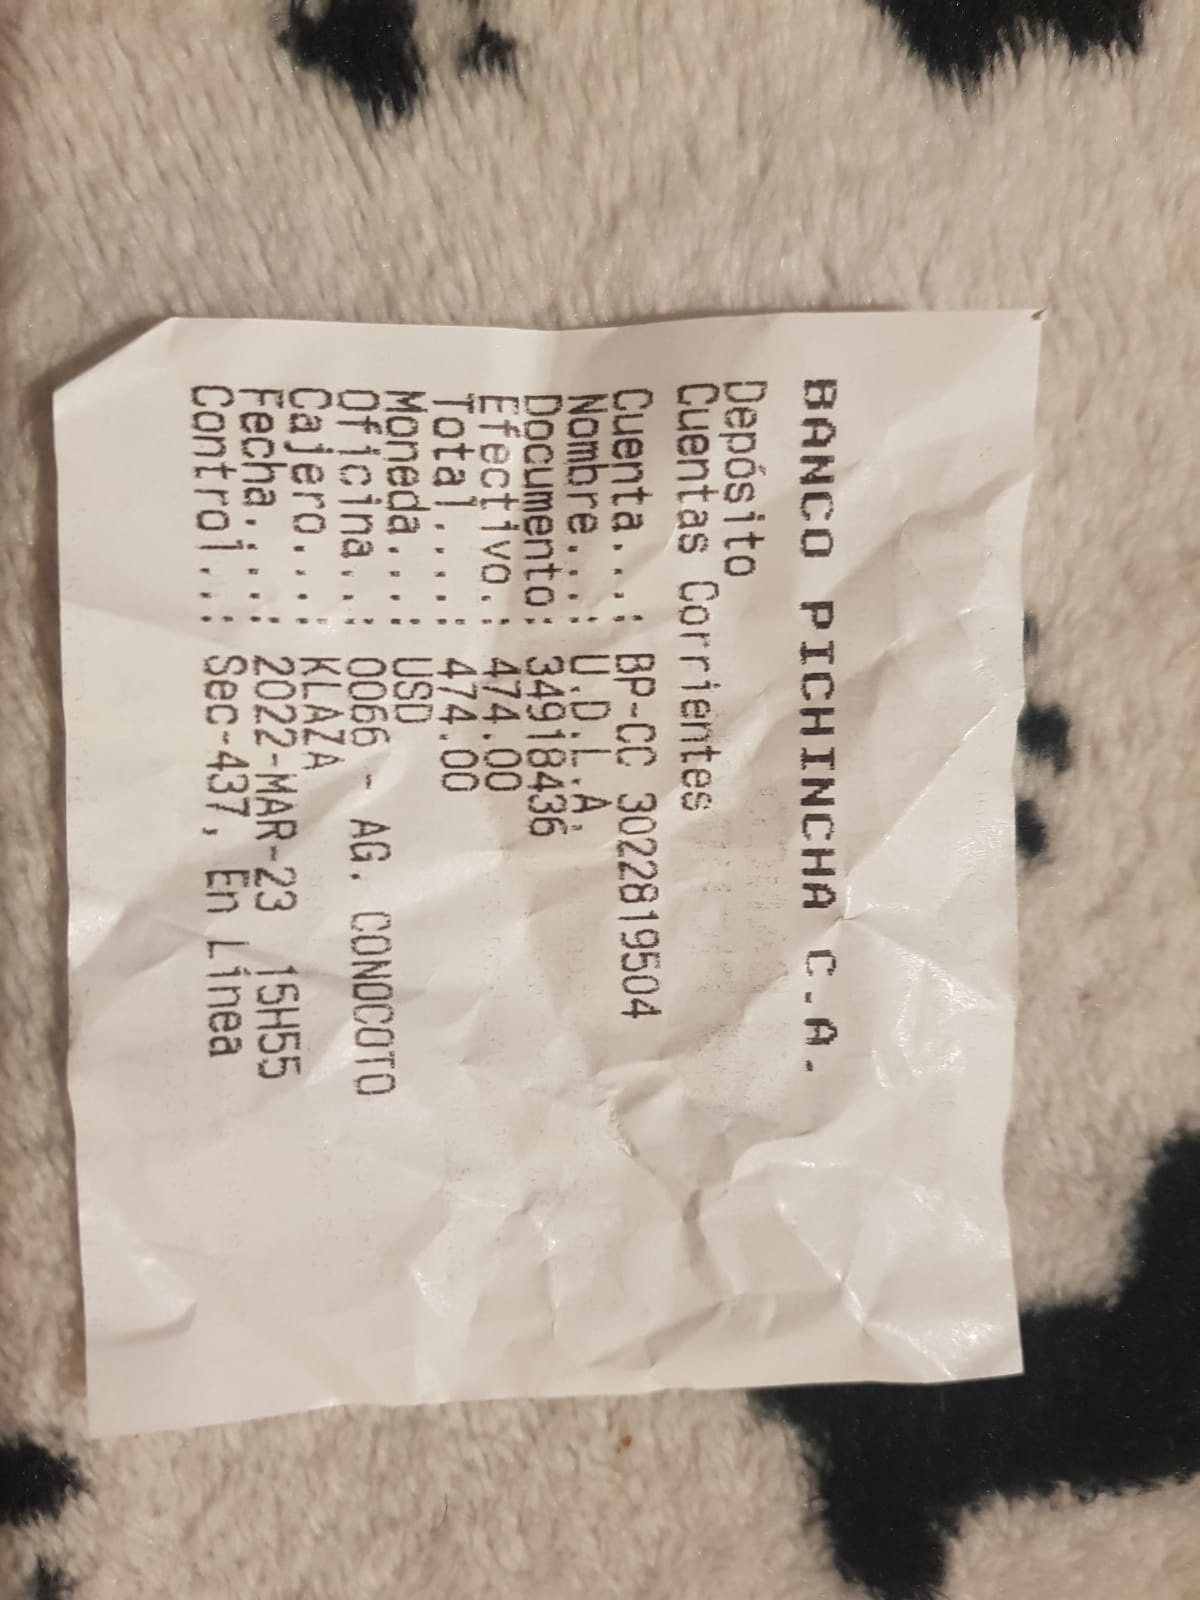 BANCO PICHINCHA C.A.
Depósito
Cuentas Corrientes
Cuenta...: BP-CC 3022819504
Nombre...: U.D.L.A.
Documento: 34918436
Efectivo.: 474.00
Total....: 474.00
Moneda...: USD
Oficina..: 0066 - AG. CONOCOTO
Cajero...: KLAZA
Fecha....: 2022-MAR-23 15H55
Control..: Sec-437, En Línea